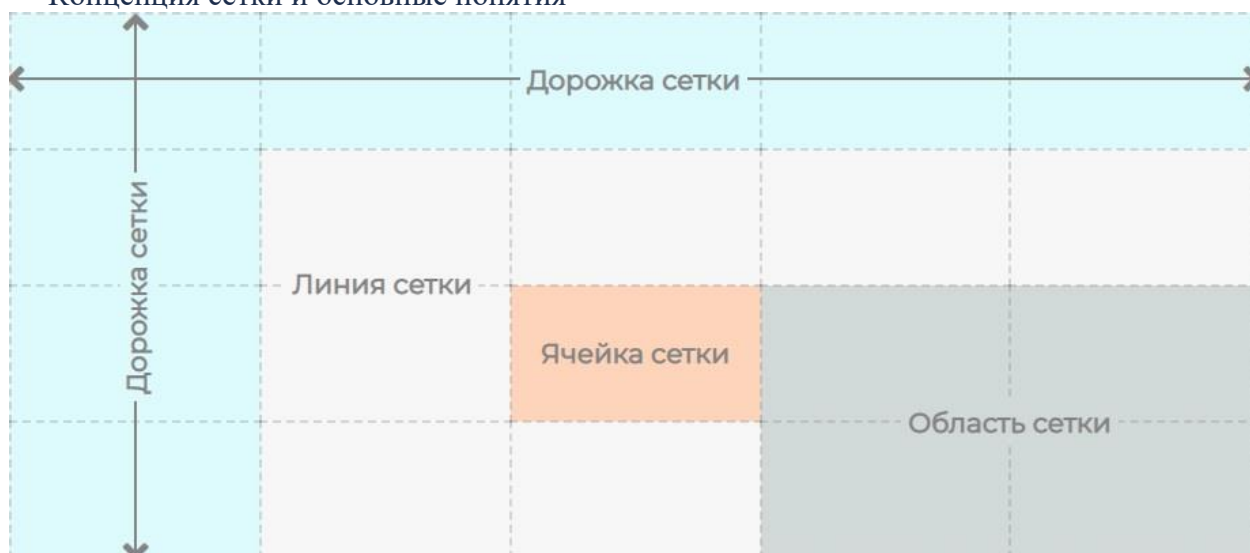 Концепция сетки и основные понятия
Дорожка сетки
Дорожка сетки
Линия сетки
Ячейка сетки
Область сетки